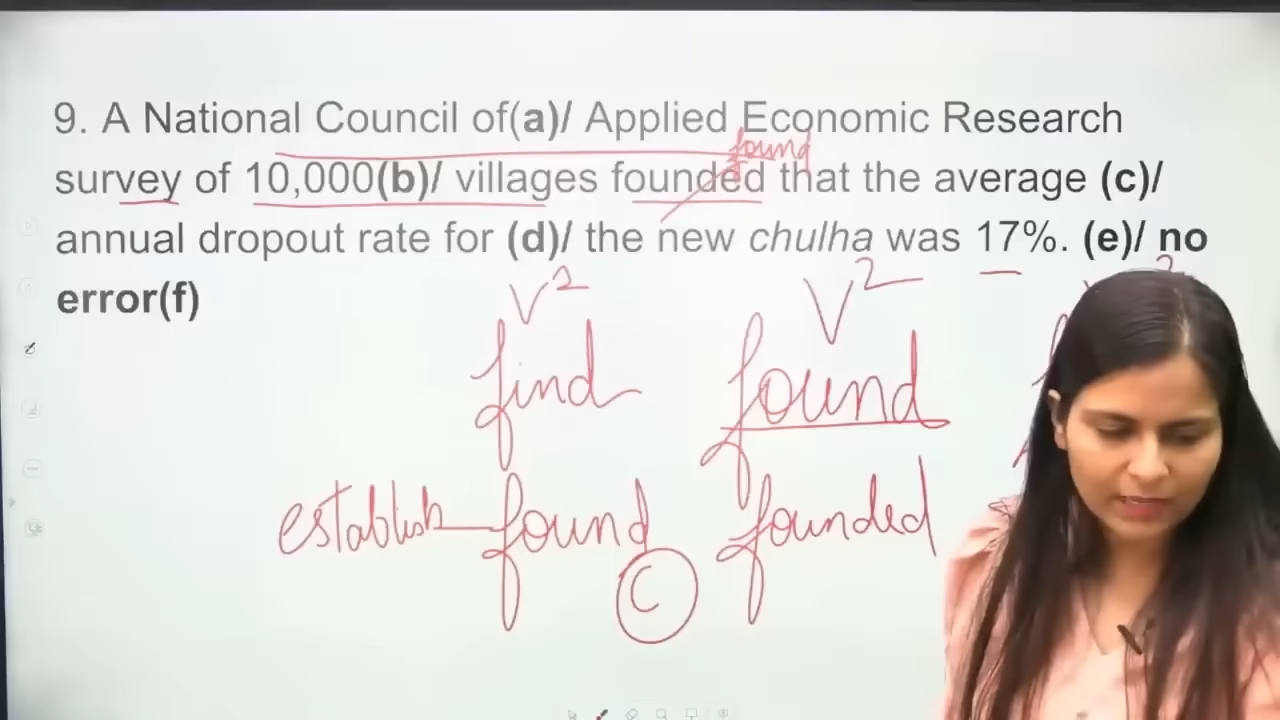 9. A National Council of(a)/ Applied Economic Research
found
survey of 10,000(b)/ villages founded that the average (c)/
annual dropout rate for (d)/ the new chulha was 17%. (e)/ no
error(f)
V2 V2
find found
establish found founded
C